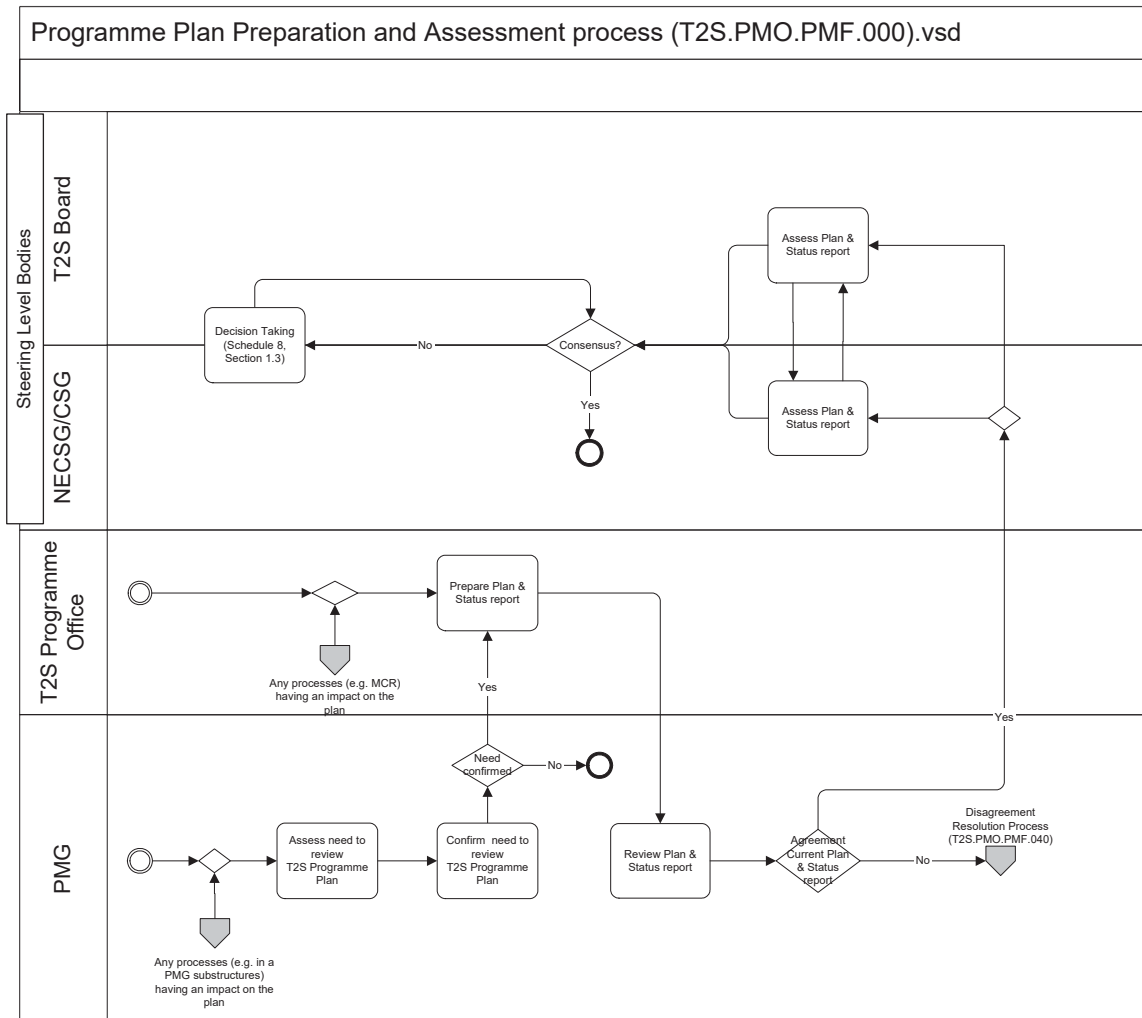 Programme Plan Preparation and Assessment process (T2S.PMO.PMF.000).vsd
Steering Level Bodies
T2S Board
Assess Plan &
Status report
Decision Taking
(Schedule 8,
Section 1.3)
No
Consensus?
Yes
NECSG/CSG
Assess Plan &
Status report
T2S Programme
Office
Prepare Plan &
Status report
Any processes (e.g. MCR)
having an impact on the
plan
Yes
Yes
PMG
Need
confirmed
No
Assess need to
review
T2S Programme
Plan
Confirm need to
review
T2S Programme
Plan
Review Plan &
Status report
Agreement
Current Plan
& Status
report
No
Disagreement
Resolution Process
(T2S.PMO.PMF.040)
Any processes (e.g. in a
PMG substructures)
having an impact on the
plan